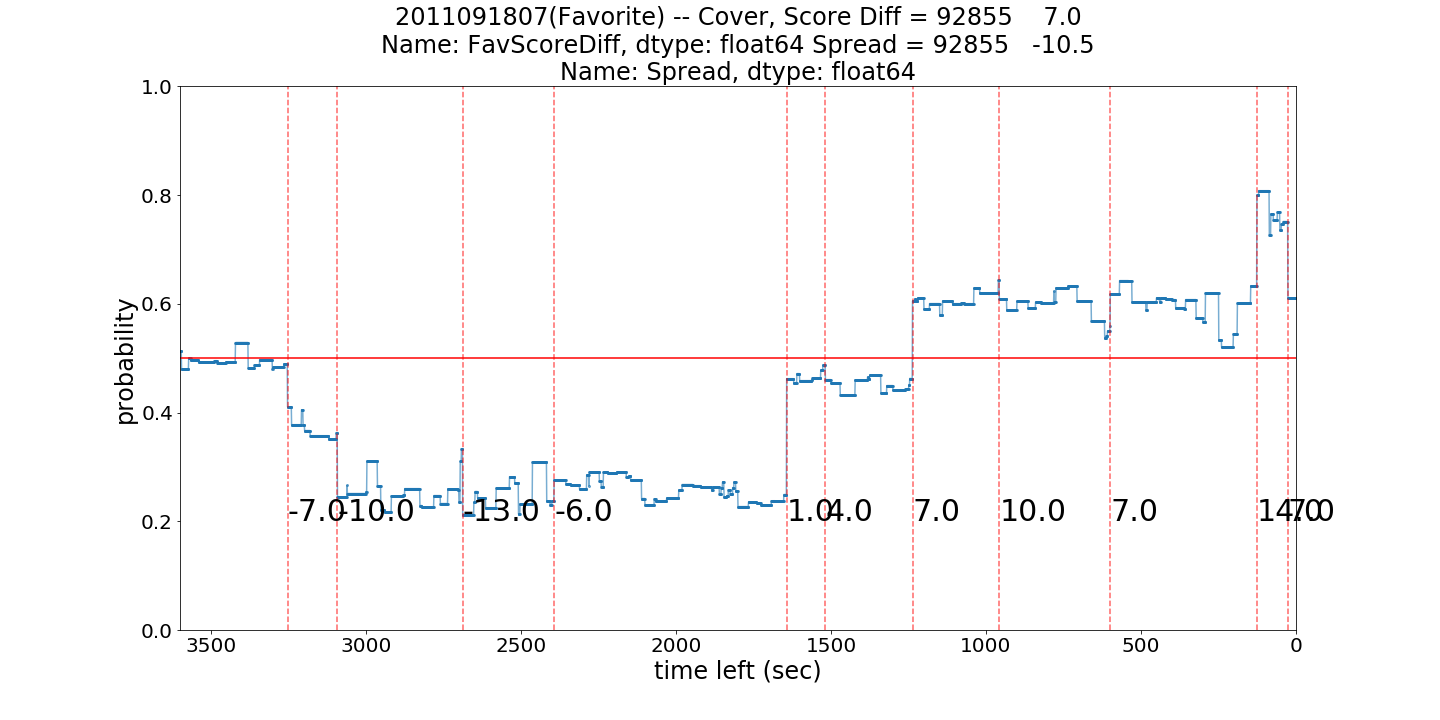 2011091807(Favorite) -- Cover, Score Diff = 92855    7.0
Name: FavScoreDiff, dtype: float64 Spread = 92855   -10.5
Name: Spread, dtype: float64
1.0
0.8
0.6
0.4
0.2
0.0
probability
-7.0 -10.0 -13.0 -6.0 1.0 4.0 7.0 10.0 7.0 14.0 7.0
3500 3000 2500 2000 1500 1000 500 0
time left (sec)